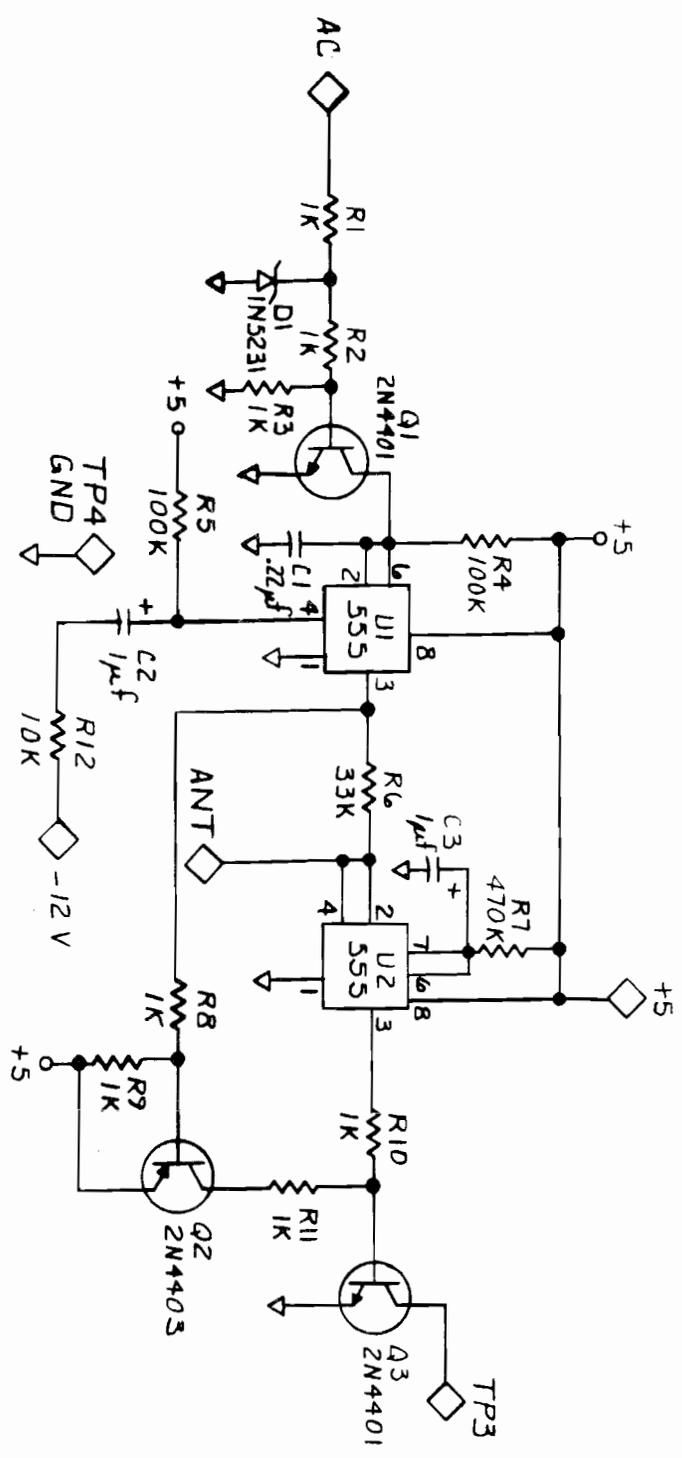 AC
R1
1K
D1
1N5231
R2
1K
R3
1K
Q1
2N4401
+5
R4
100K
+5
R5
100K
TP4
GND
C1
.22µf
2
6
4
U1
555
8
1
3
+
C2
1µf
R12
10K
-12V
R6
33K
ANT
C3
1µf
+
R7
470K
+5
4
2
7
6
8
U2
555
1
3
R8
1K
R9
1K
+5
R10
1K
R11
1K
Q2
2N4403
Q3
2N4401
TP3